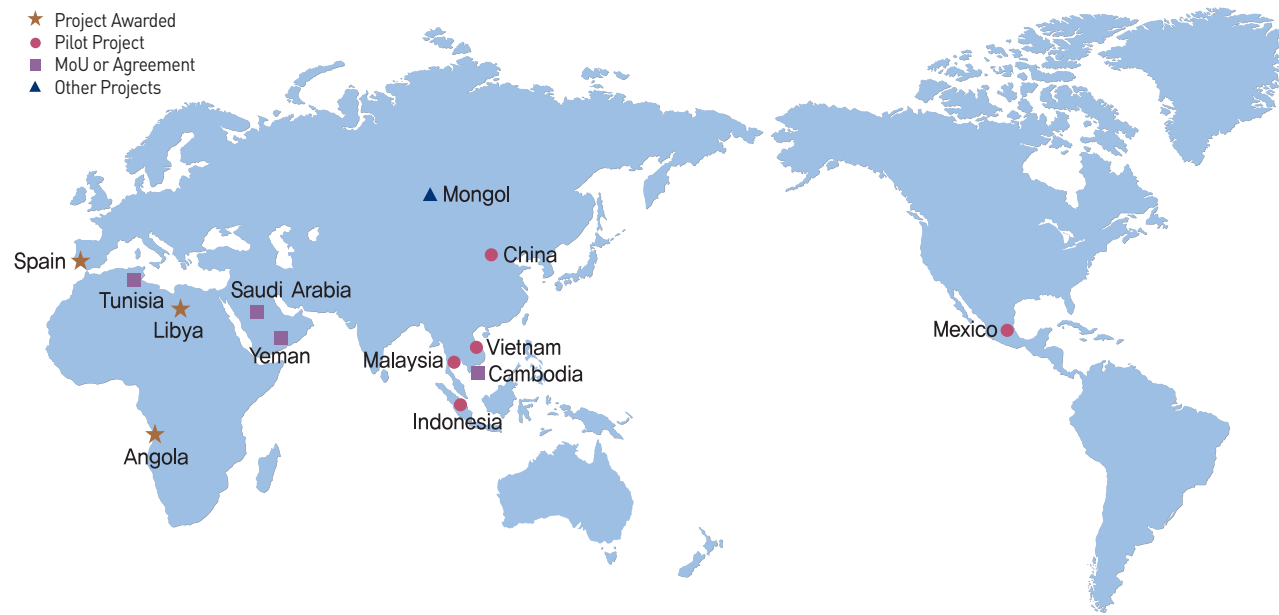 Project Awarded
Pilot Project
MoU or Agreement
Other Projects
Mongol
China
Spain
Tunisia
Saudi Arabia
Libya
Yeman
Vietnam
Malaysia
Cambodia
Indonesia
Angola
Mexico